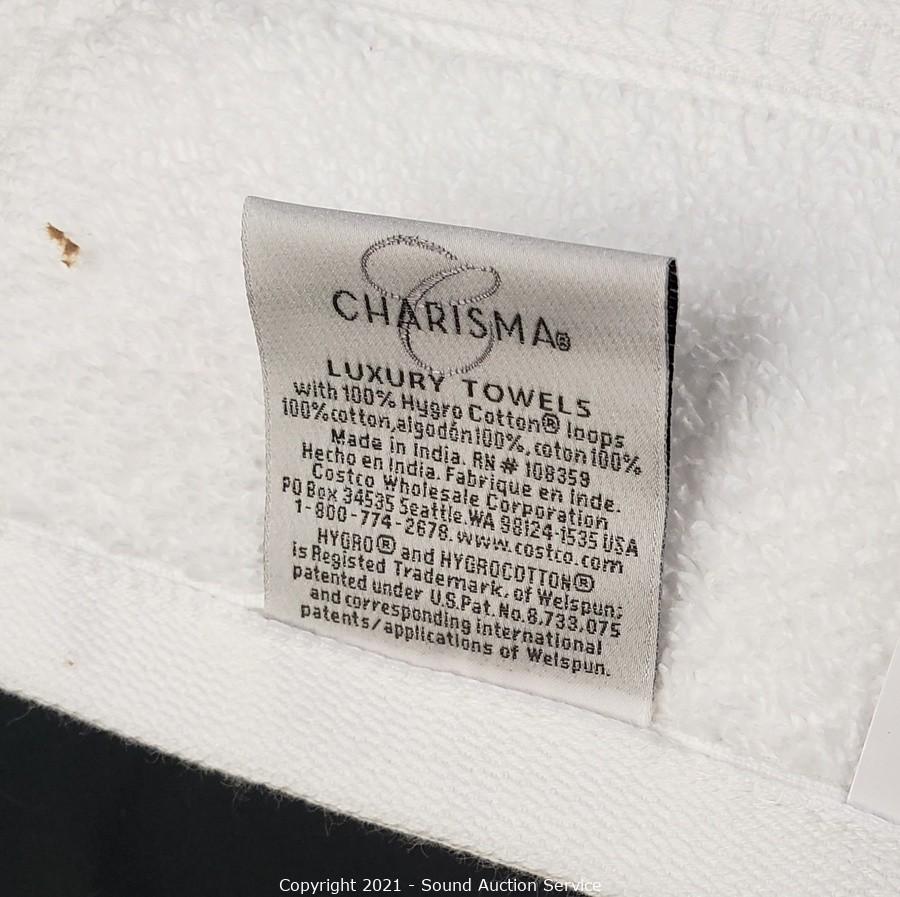 CHARISMA®
LUXURY TOWELS
with 100% Hygro Cotton® loops
100%cotton,algodón100%, coton100%
Made in India. RN # 108359
Hecho en India. Fabrique en Inde.
Costco Wholesale Corporation
PO Box 34535 Seattle.WA 98124-1535 USA
1-800-774-2678. www.costco.com
HYGRO® and HYGROCOTTON®
is Registed Trademark, of Welspun;
patented under U.S.Pat. No.8,733,075
and corresponding international
patents/applications of Welspun.
Copyright 2021 - Sound Auction Service